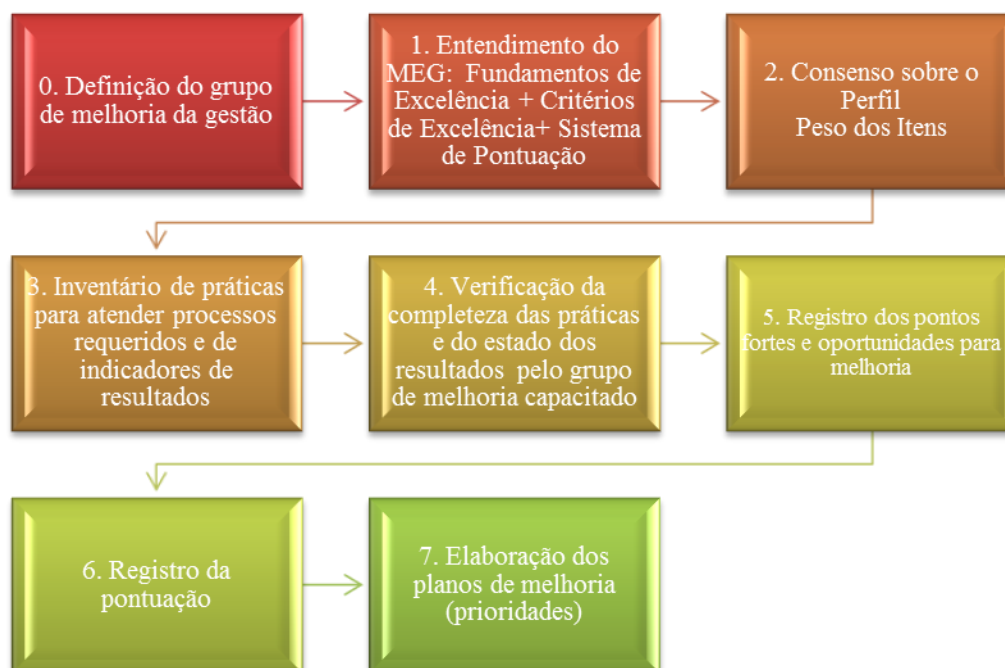 0. Definição do grupo
de melhoria da gestão
1. Entendimento do
MEG: Fundamentos de
Excelência + Critérios
de Excelência+ Sistema
de Pontuação
2. Consenso sobre o
Perfil
Peso dos Itens
3. Inventário de práticas
para atender processos
requeridos e de
indicadores de
resultados
4. Verificação da
completeza das práticas
e do estado dos
resultados pelo grupo
de melhoria capacitado
5. Registro dos pontos
fortes e oportunidades para
melhoria
6. Registro da
pontuação
7. Elaboração dos
planos de melhoria
(prioridades)